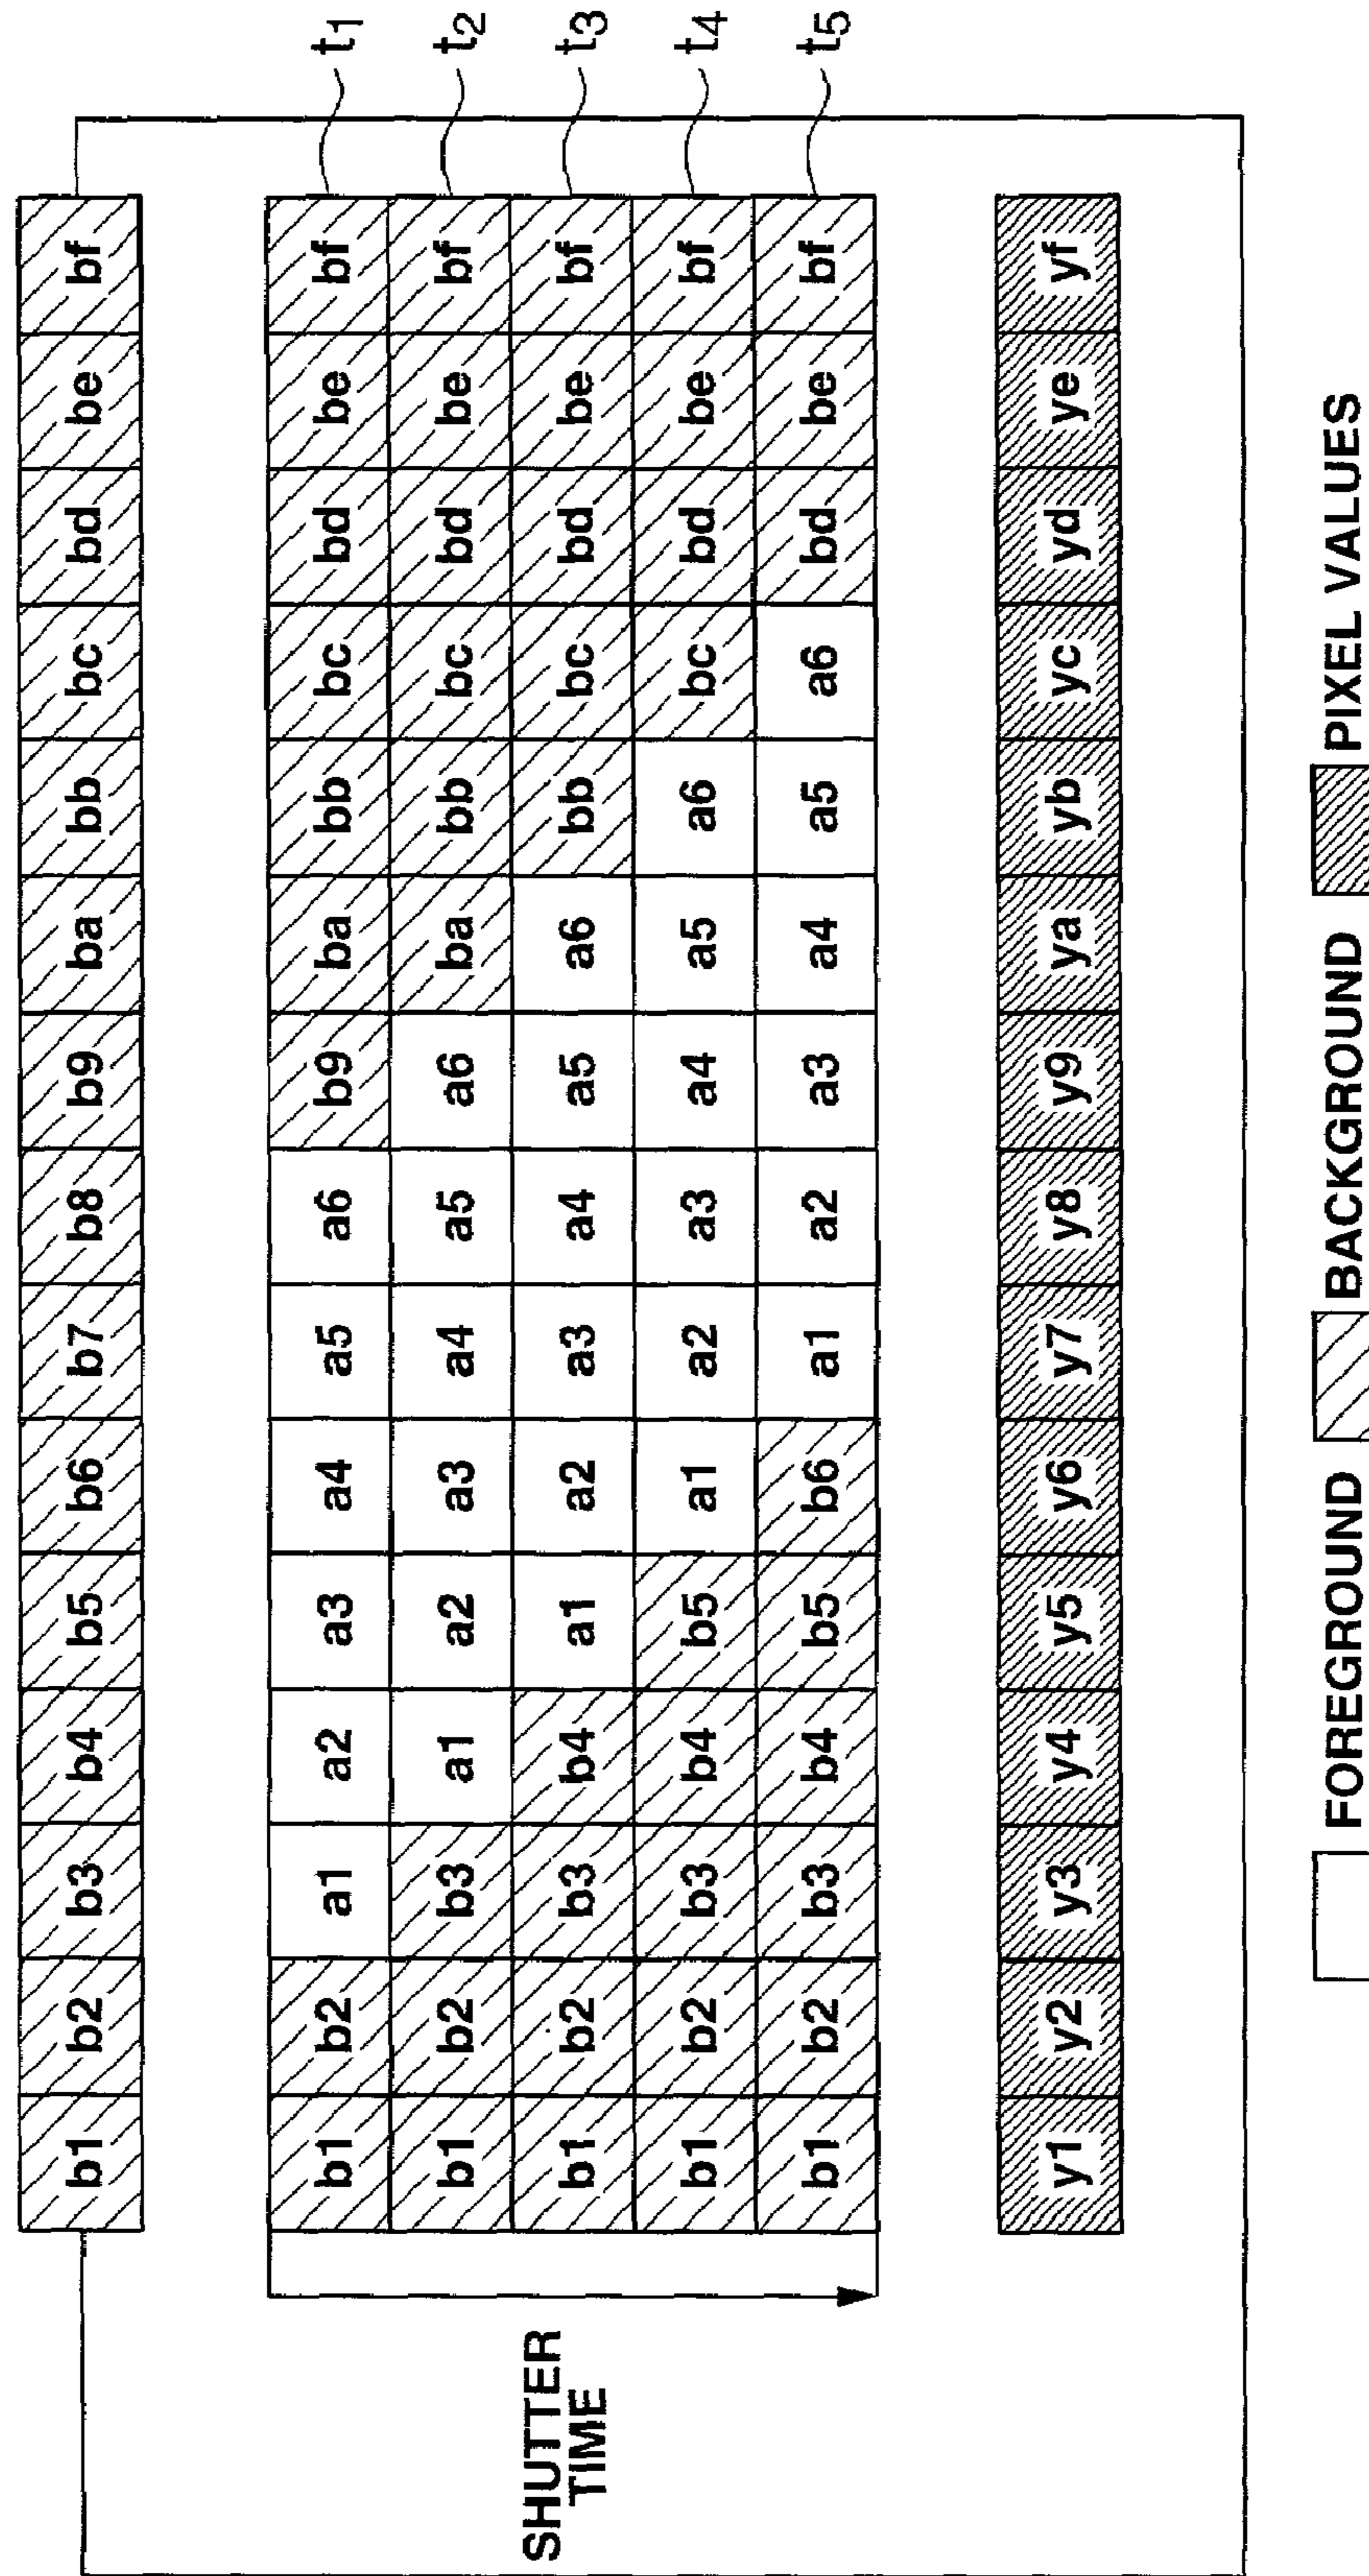 b1 b2 b3 b4 b5 b6 b7 b8 b9 ba bb bc bd be bf
SHUTTER
TIME
b1 b2 a1 a2 a3 a4 a5 a6 b9 ba bb bc bd be bf t1
b1 b2 b3 a1 a2 a3 a4 a5 a6 ba bb bc bd be bf t2
b1 b2 b3 b4 a1 a2 a3 a4 a5 a6 bb bc bd be bf t3
b1 b2 b3 b4 b5 a1 a2 a3 a4 a5 a6 bc bd be bf t4
b1 b2 b3 b4 b5 b6 a1 a2 a3 a4 a5 a6 bd be bf t5
y1 y2 y3 y4 y5 y6 y7 y8 y9 ya yb yc yd ye yf
FOREGROUND BACKGROUND PIXEL VALUES